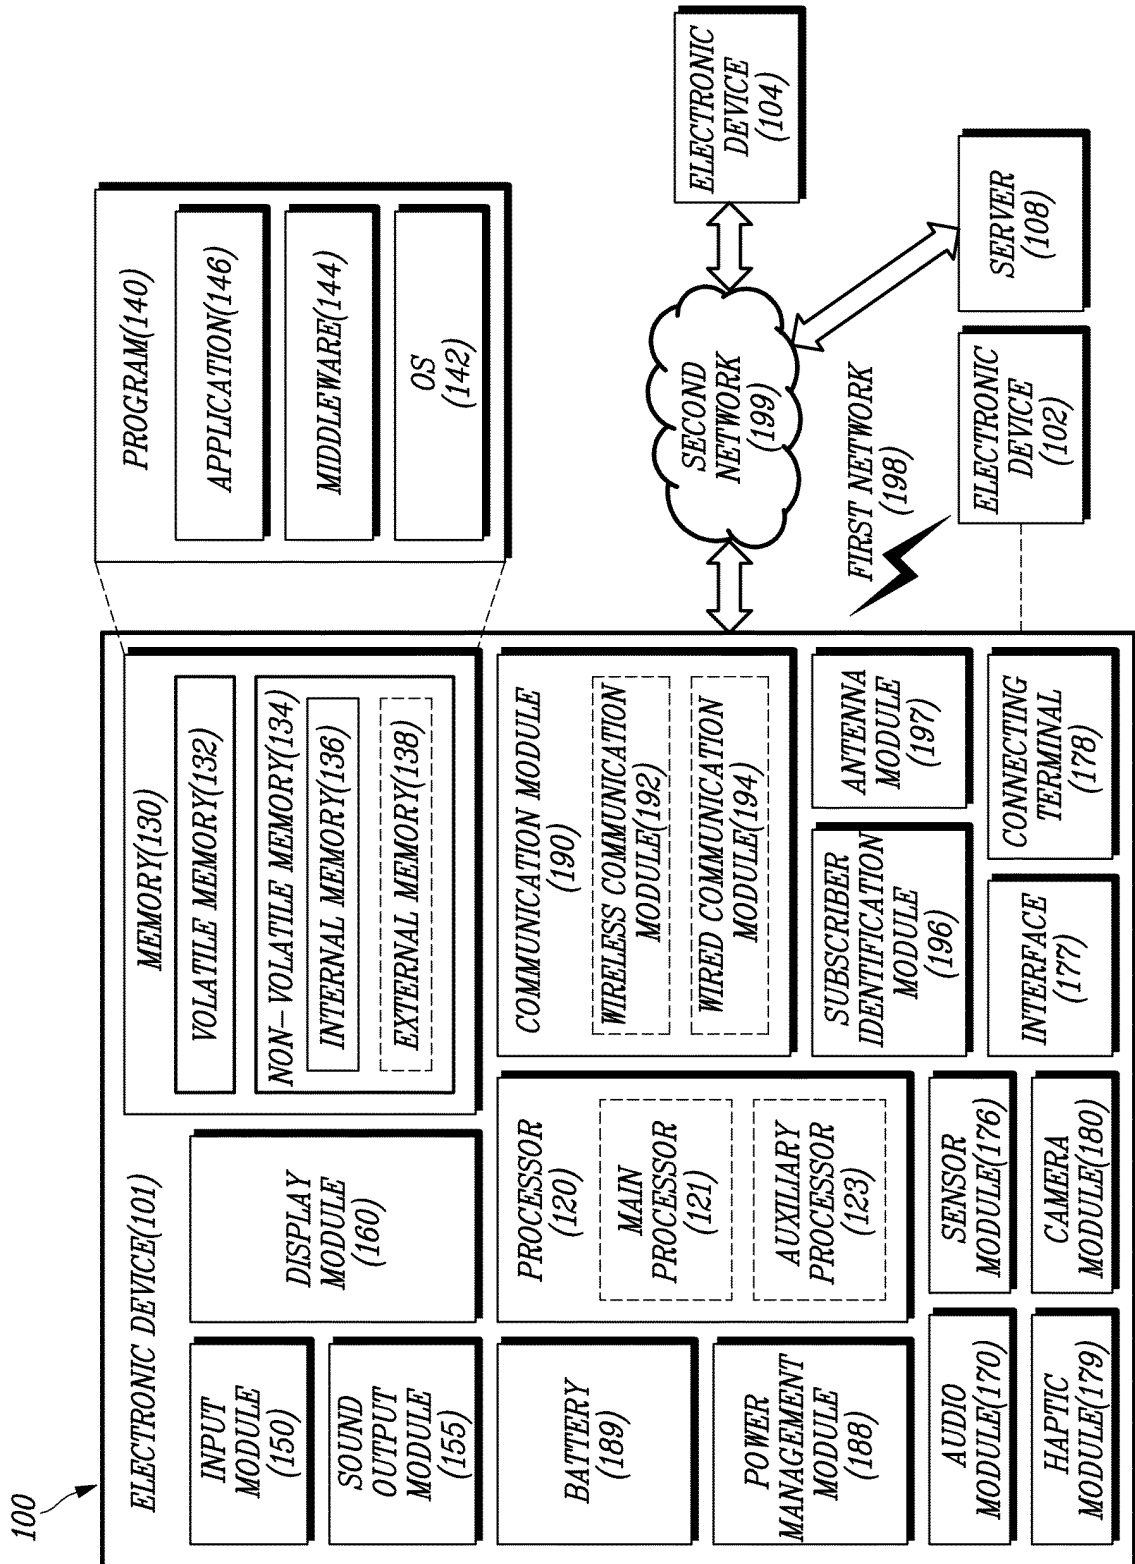 100
ELECTRONIC DEVICE(101)
INPUT
MODULE
(150)
SOUND
OUTPUT
MODULE
(155)
DISPLAY
MODULE
(160)
MEMORY(130)
VOLATILE MEMORY(132)
NON-VOLATILE MEMORY(134)
INTERNAL MEMORY(136)
EXTERNAL MEMORY(138)
PROGRAM(140)
APPLICATION(146)
MIDDLEWARE(144)
OS
(142)
BATTERY
(189)
POWER
MANAGEMENT
MODULE
(188)
PROCESSOR
(120)
MAIN
PROCESSOR
(121)
AUXILIARY
PROCESSOR
(123)
COMMUNICATION MODULE
(190)
WIRELESS COMMUNICATION
MODULE(192)
WIRED COMMUNICATION
MODULE(194)
SECOND
NETWORK
(199)
ELECTRONIC
DEVICE
(104)
SUBSCRIBER
IDENTIFICATION
MODULE
(196)
ANTENNA
MODULE
(197)
FIRST NETWORK
(198)
AUDIO
MODULE(170)
SENSOR
MODULE(176)
INTERFACE
(177)
CONNECTING
TERMINAL
(178)
ELECTRONIC
DEVICE
(102)
SERVER
(108)
HAPTIC
MODULE(179)
CAMERA
MODULE(180)